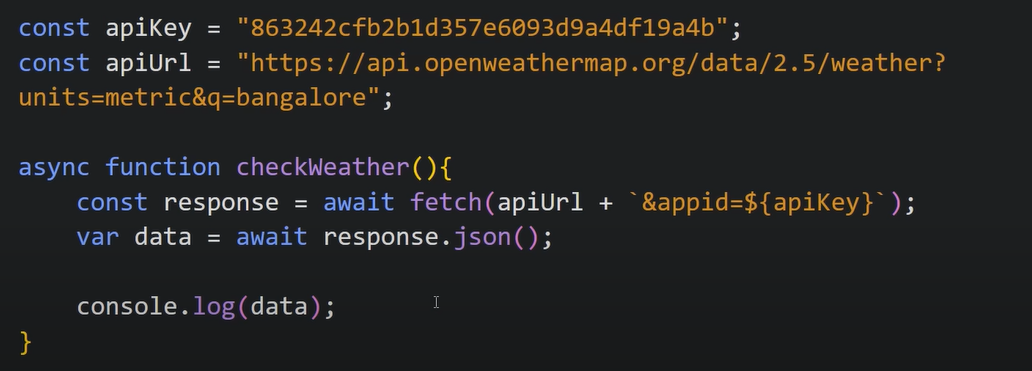 const apiKey = "863242cfb2b1d357e6093d9a4df19a4b";
const apiUrl = "https://api.openweathermap.org/data/2.5/weather?
units=metric&q=bangalore";
async function checkWeather(){
    const response = await fetch(apiUrl + `&appid=${apiKey}`);
    var data = await response.json();
    console.log(data);
}